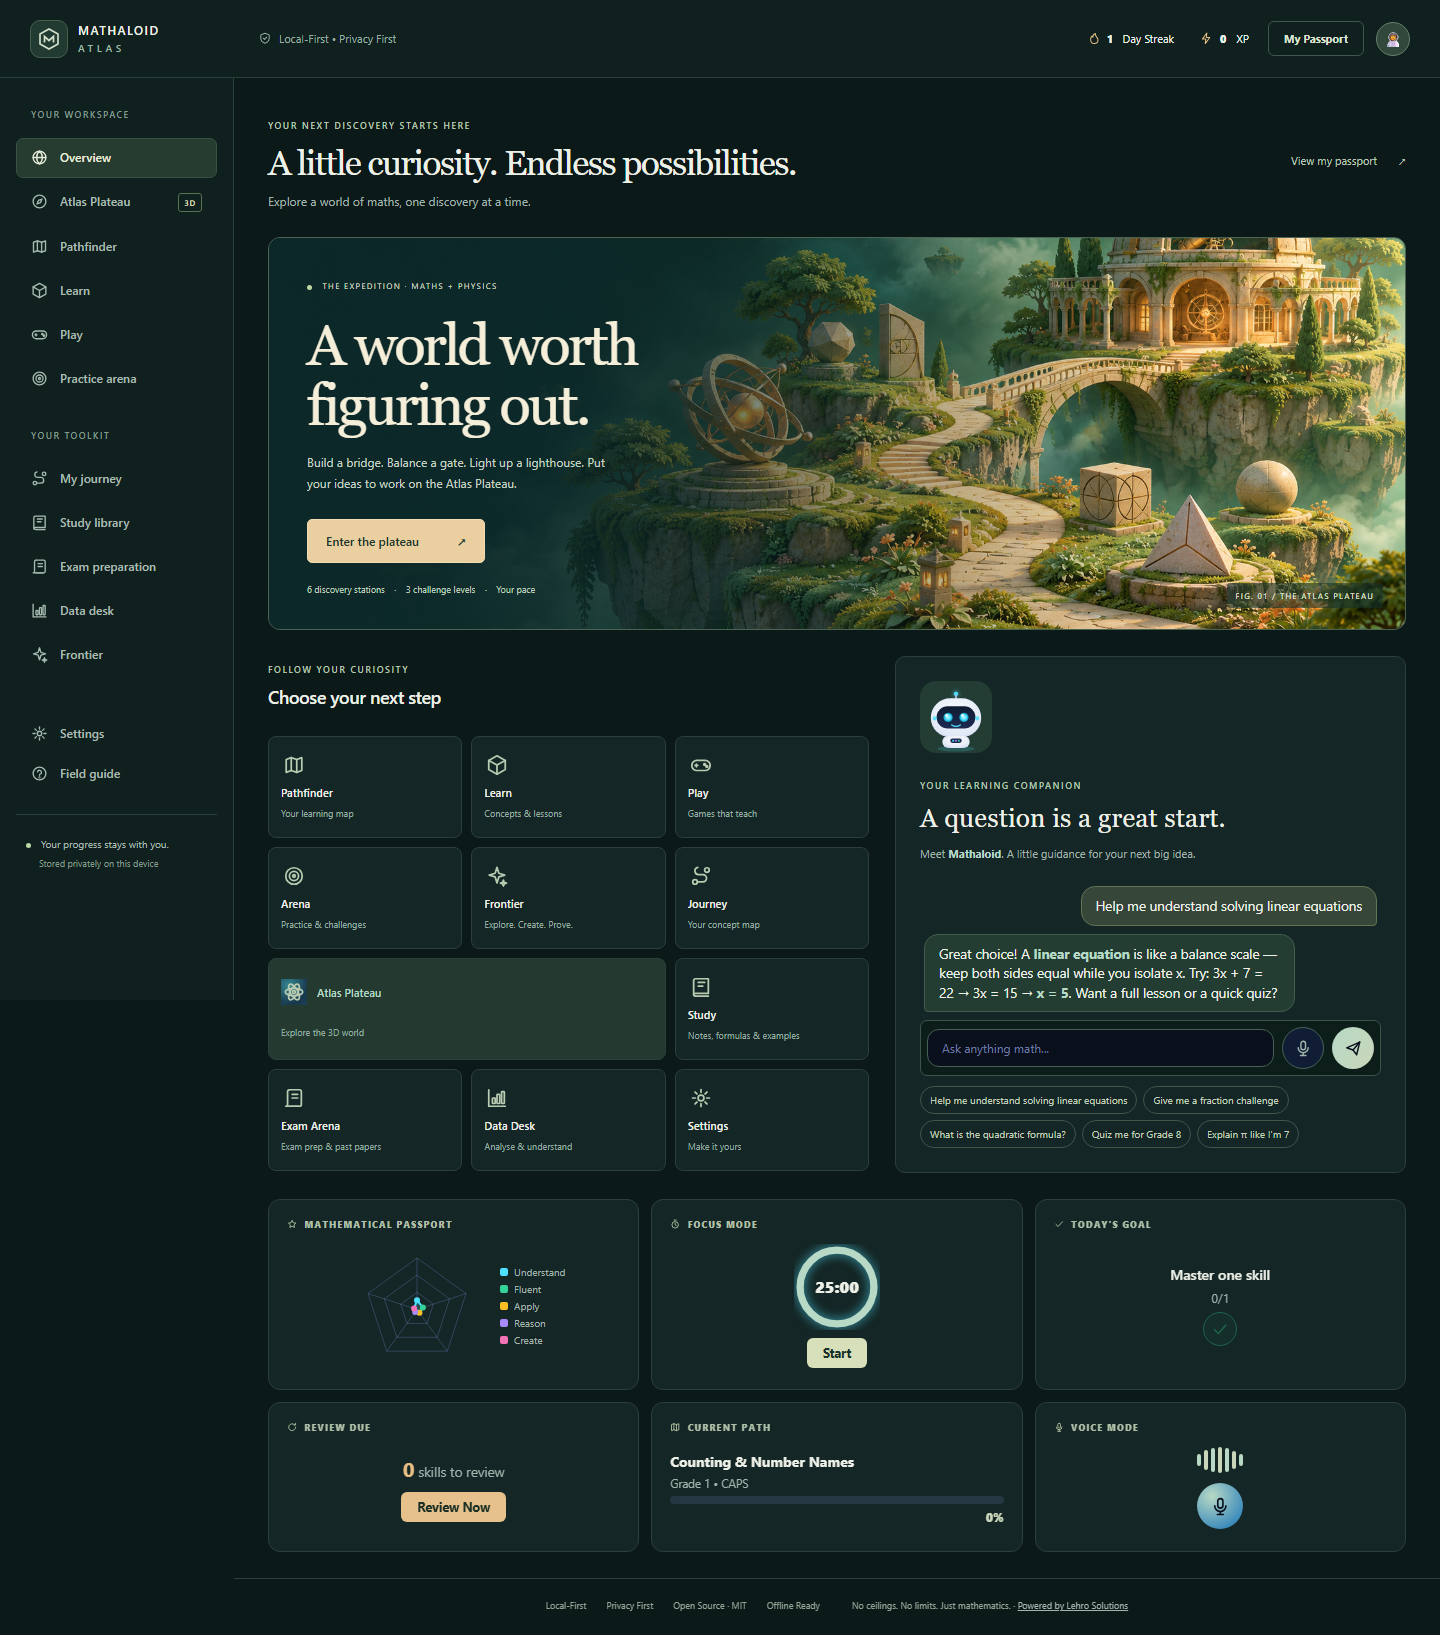 MATHALOID
ATLAS
Local-First • Privacy First
1 Day Streak
0 XP
My Passport
YOUR WORKSPACE
Overview
Atlas Plateau
3D
Pathfinder
Learn
Play
Practice arena
YOUR TOOLKIT
My journey
Study library
Exam preparation
Data desk
Frontier
Settings
Field guide
Your progress stays with you.
Stored privately on this device
YOUR NEXT DISCOVERY STARTS HERE
A little curiosity. Endless possibilities.
Explore a world of maths, one discovery at a time.
View my passport ↗
THE EXPEDITION · MATHS + PHYSICS
A world worth
figuring out.
Build a bridge. Balance a gate. Light up a lighthouse. Put
your ideas to work on the Atlas Plateau.
Enter the plateau ↗
6 discovery stations · 3 challenge levels · Your pace
FIG. 01 / THE ATLAS PLATEAU
FOLLOW YOUR CURIOSITY
Choose your next step
Pathfinder
Your learning map
Learn
Concepts & lessons
Play
Games that teach
Arena
Practice & challenges
Frontier
Explore. Create. Prove.
Journey
Your concept map
Atlas Plateau
Explore the 3D world
Study
Notes, formulas & examples
Exam Arena
Exam prep & past papers
Data Desk
Analyse & understand
Settings
Make it yours
YOUR LEARNING COMPANION
A question is a great start.
Meet Mathaloid. A little guidance for your next big idea.
Help me understand solving linear equations
Great choice! A linear equation is like a balance scale —
keep both sides equal while you isolate x. Try: 3x + 7 =
22 → 3x = 15 → x = 5. Want a full lesson or a quick quiz?
Ask anything math...
Help me understand solving linear equations
Give me a fraction challenge
What is the quadratic formula?
Quiz me for Grade 8
Explain π like I'm 7
MATHEMATICAL PASSPORT
Understand
Fluent
Apply
Reason
Create
FOCUS MODE
25:00
Start
TODAY'S GOAL
Master one skill
0/1
REVIEW DUE
0 skills to review
Review Now
CURRENT PATH
Counting & Number Names
Grade 1 • CAPS
0%
VOICE MODE
Local-First
Privacy First
Open Source · MIT
Offline Ready
No ceilings. No limits. Just mathematics. · Powered by Lehro Solutions